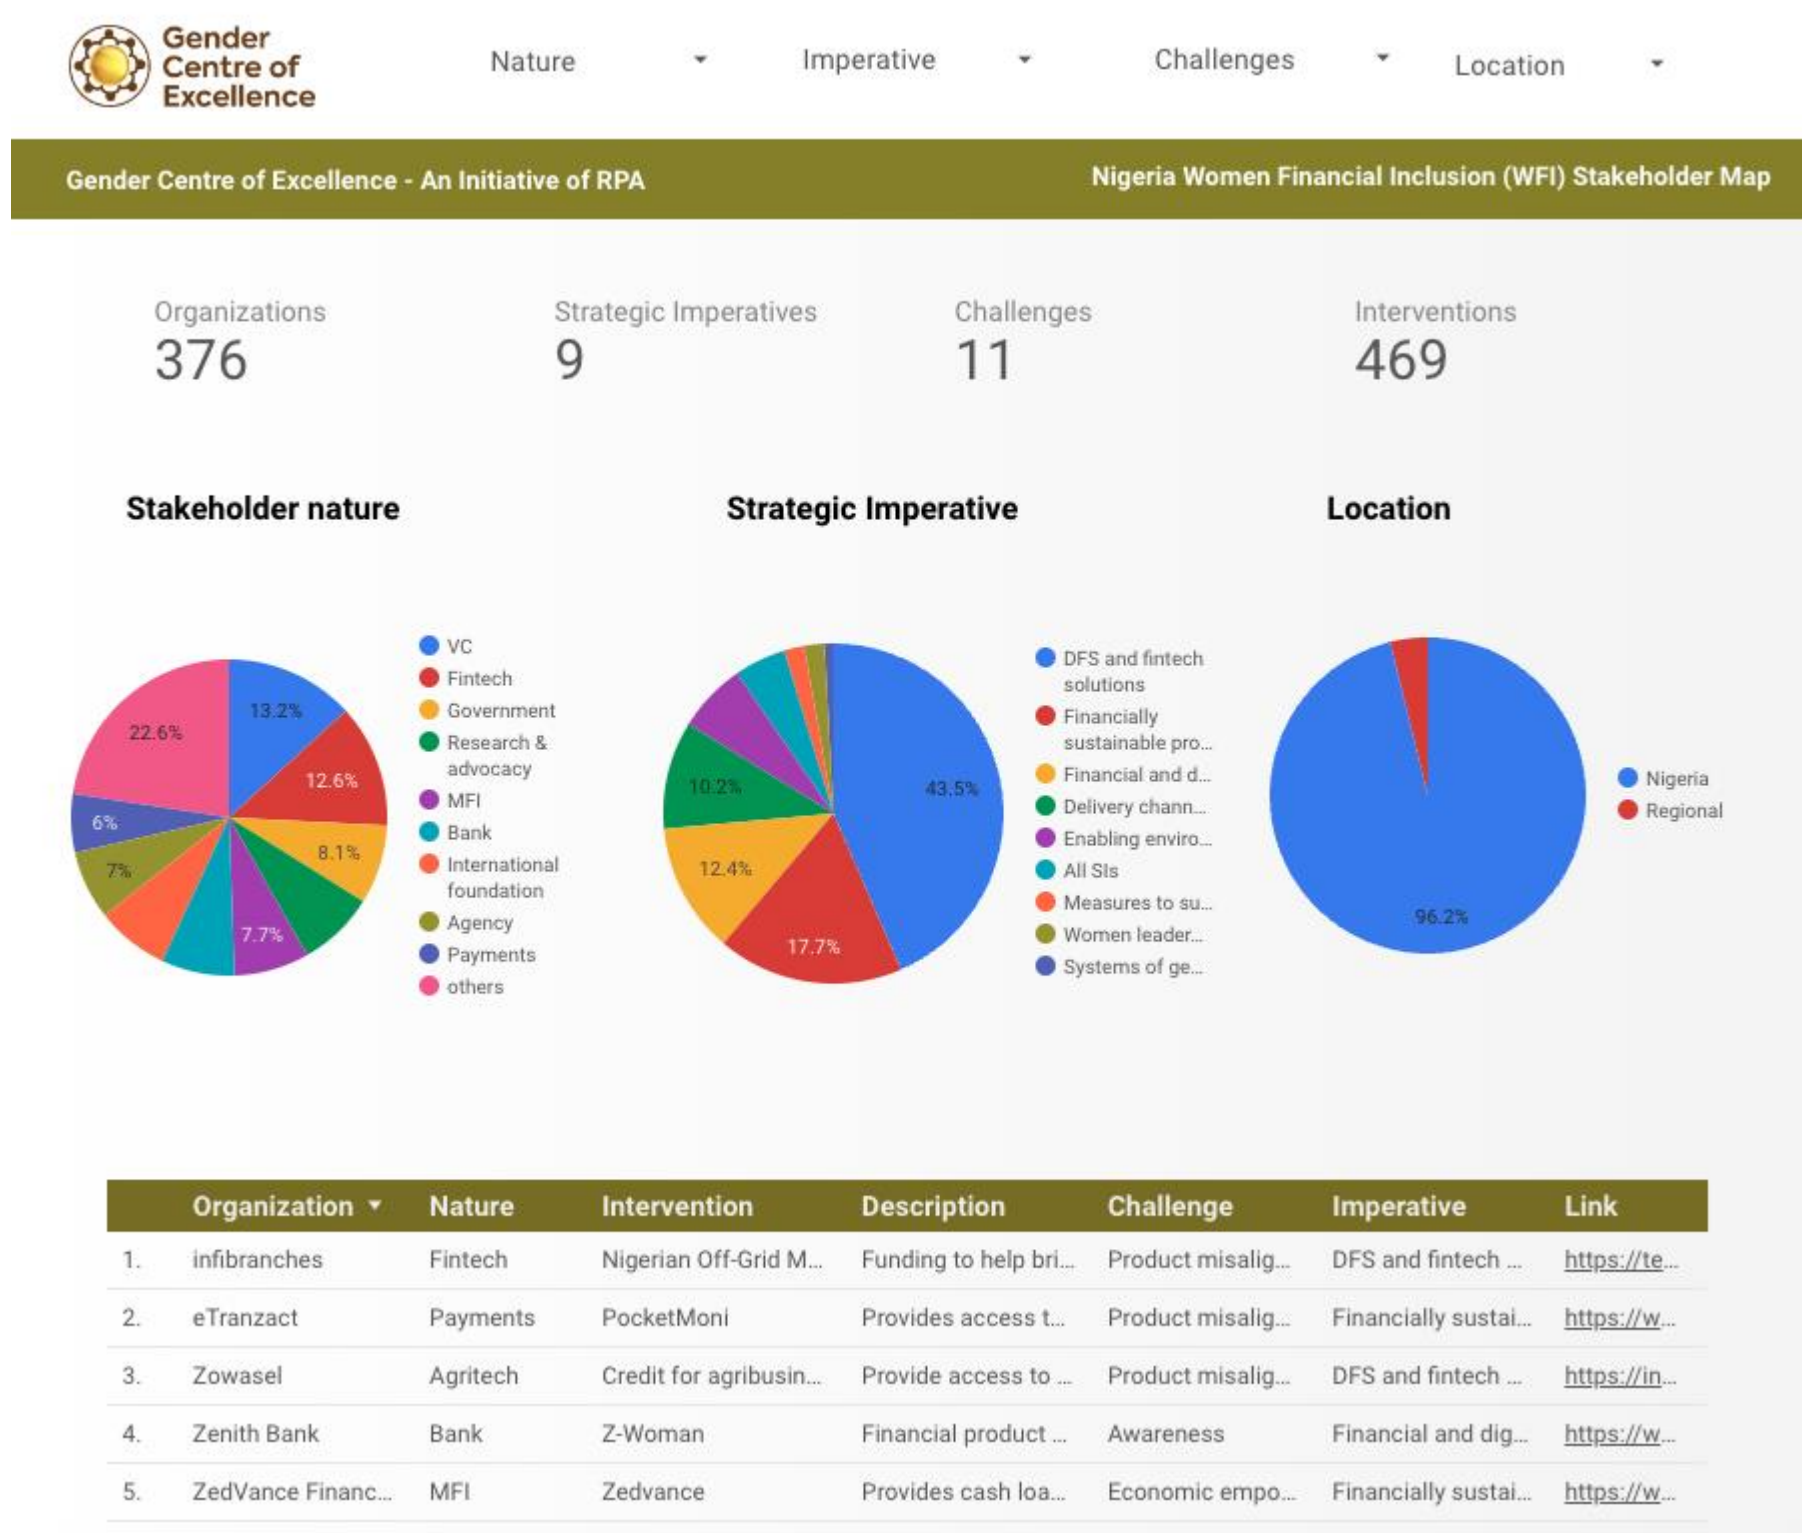 Gender
Centre of
Excellence
Nature
Imperative
Challenges
Location
Gender Centre of Excellence - An Initiative of RPA
Nigeria Women Financial Inclusion (WFI) Stakeholder Map
Organizations
376
Strategic Imperatives
9
Challenges
11
Interventions
469
Stakeholder nature
13.2%
12.6%
8.1%
7.7%
7%
6%
22.6%
VC
Fintech
Government
Research &
advocacy
MFI
Bank
International
foundation
Agency
Payments
others
Strategic Imperative
43.5%
17.7%
12.4%
10.2%
DFS and fintech
solutions
Financially
sustainable pro...
Financial and d...
Delivery chann...
Enabling enviro...
All SIs
Measures to su...
Women leader...
Systems of ge...
Location
96.2%
Nigeria
Regional
Organization Nature Intervention Description Challenge Imperative Link
1. infibranches Fintech Nigerian Off-Grid M... Funding to help bri... Product misalig... DFS and fintech ... https://te...
2. eTranzact Payments PocketMoni Provides access t... Product misalig... Financially sustai... https://w...
3. Zowasel Agritech Credit for agribusin... Provide access to ... Product misalig... DFS and fintech ... https://in...
4. Zenith Bank Bank Z-Woman Financial product ... Awareness Financial and dig... https://w...
5. ZedVance Financ... MFI Zedvance Provides cash loa... Economic empo... Financially sustai... https://w...